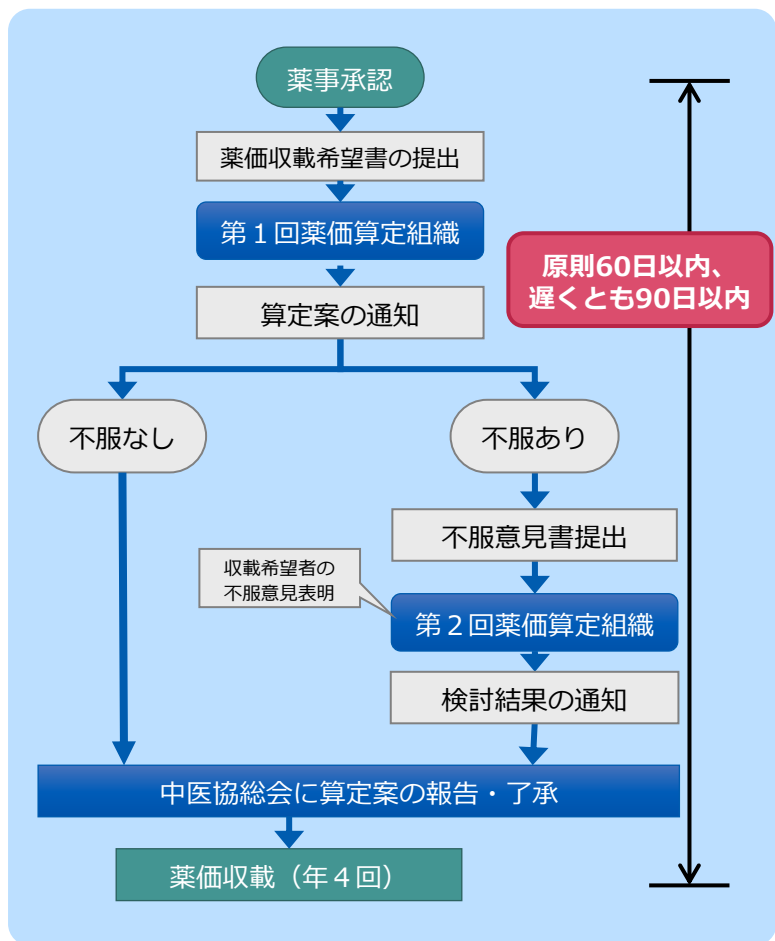 薬事承認
薬価収載希望書の提出
第１回薬価算定組織
原則60日以内、
遅くとも90日以内
算定案の通知
不服なし
不服あり
不服意見書提出
収載希望者の
不服意見表明
第２回薬価算定組織
検討結果の通知
中医協総会に算定案の報告・了承
薬価収載（年４回）